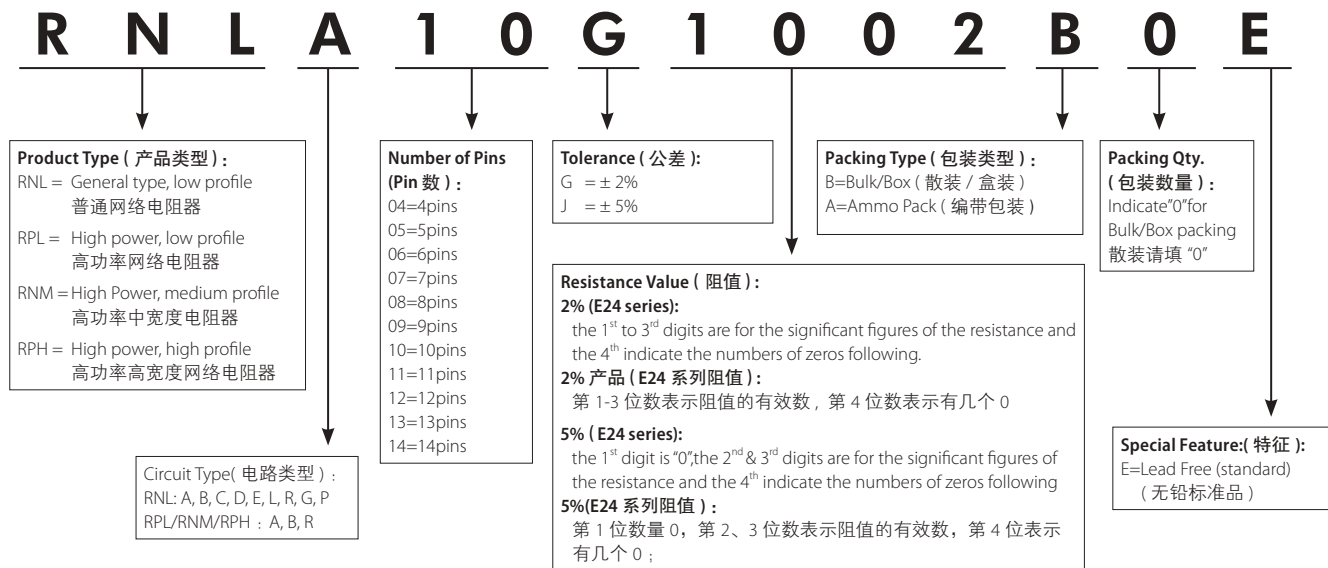 R N L A 1 0 G 1 0 0 2 B 0 E
Product Type ( 产品类型 ) :
RNL = General type, low profile
普通网络电阻器
RPL = High power, low profile
高功率网络电阻器
RNM = High Power, medium profile
高功率中宽度电阻器
RPH = High power, high profile
高功率高宽度网络电阻器
Circuit Type( 电路类型 ) :
RNL: A, B, C, D, E, L, R, G, P
RPL/RNM/RPH : A, B, R
Number of Pins
(Pin 数 ) :
04=4pins
05=5pins
06=6pins
07=7pins
08=8pins
09=9pins
10=10pins
11=11pins
12=12pins
13=13pins
14=14pins
Tolerance ( 公差 ):
G = ± 2%
J = ± 5%
Resistance Value ( 阻值 ) :
2% (E24 series):
the 1st to 3rd digits are for the significant figures of the resistance and
the 4th indicate the numbers of zeros following.
2% 产品 ( E24 系列阻值 ) :
第 1-3 位数表示阻值的有效数 , 第 4 位数表示有几个 0
5% ( E24 series):
the 1st digit is "0",the 2nd & 3rd digits are for the significant figures of
the resistance and the 4th indicate the numbers of zeros following
5%(E24 系列阻值 ) :
第 1 位数量 0，第 2、3 位数表示阻值的有效数，第 4 位表示
有几个 0 ;
Packing Type ( 包装类型 ) :
B=Bulk/Box ( 散装 / 盒装 )
A=Ammo Pack ( 编带包装 )
Packing Qty.
( 包装数量 ) :
Indicate"0"for
Bulk/Box packing
散装请填 "0"
Special Feature:( 特征 ):
E=Lead Free (standard)
( 无铅标准品 )